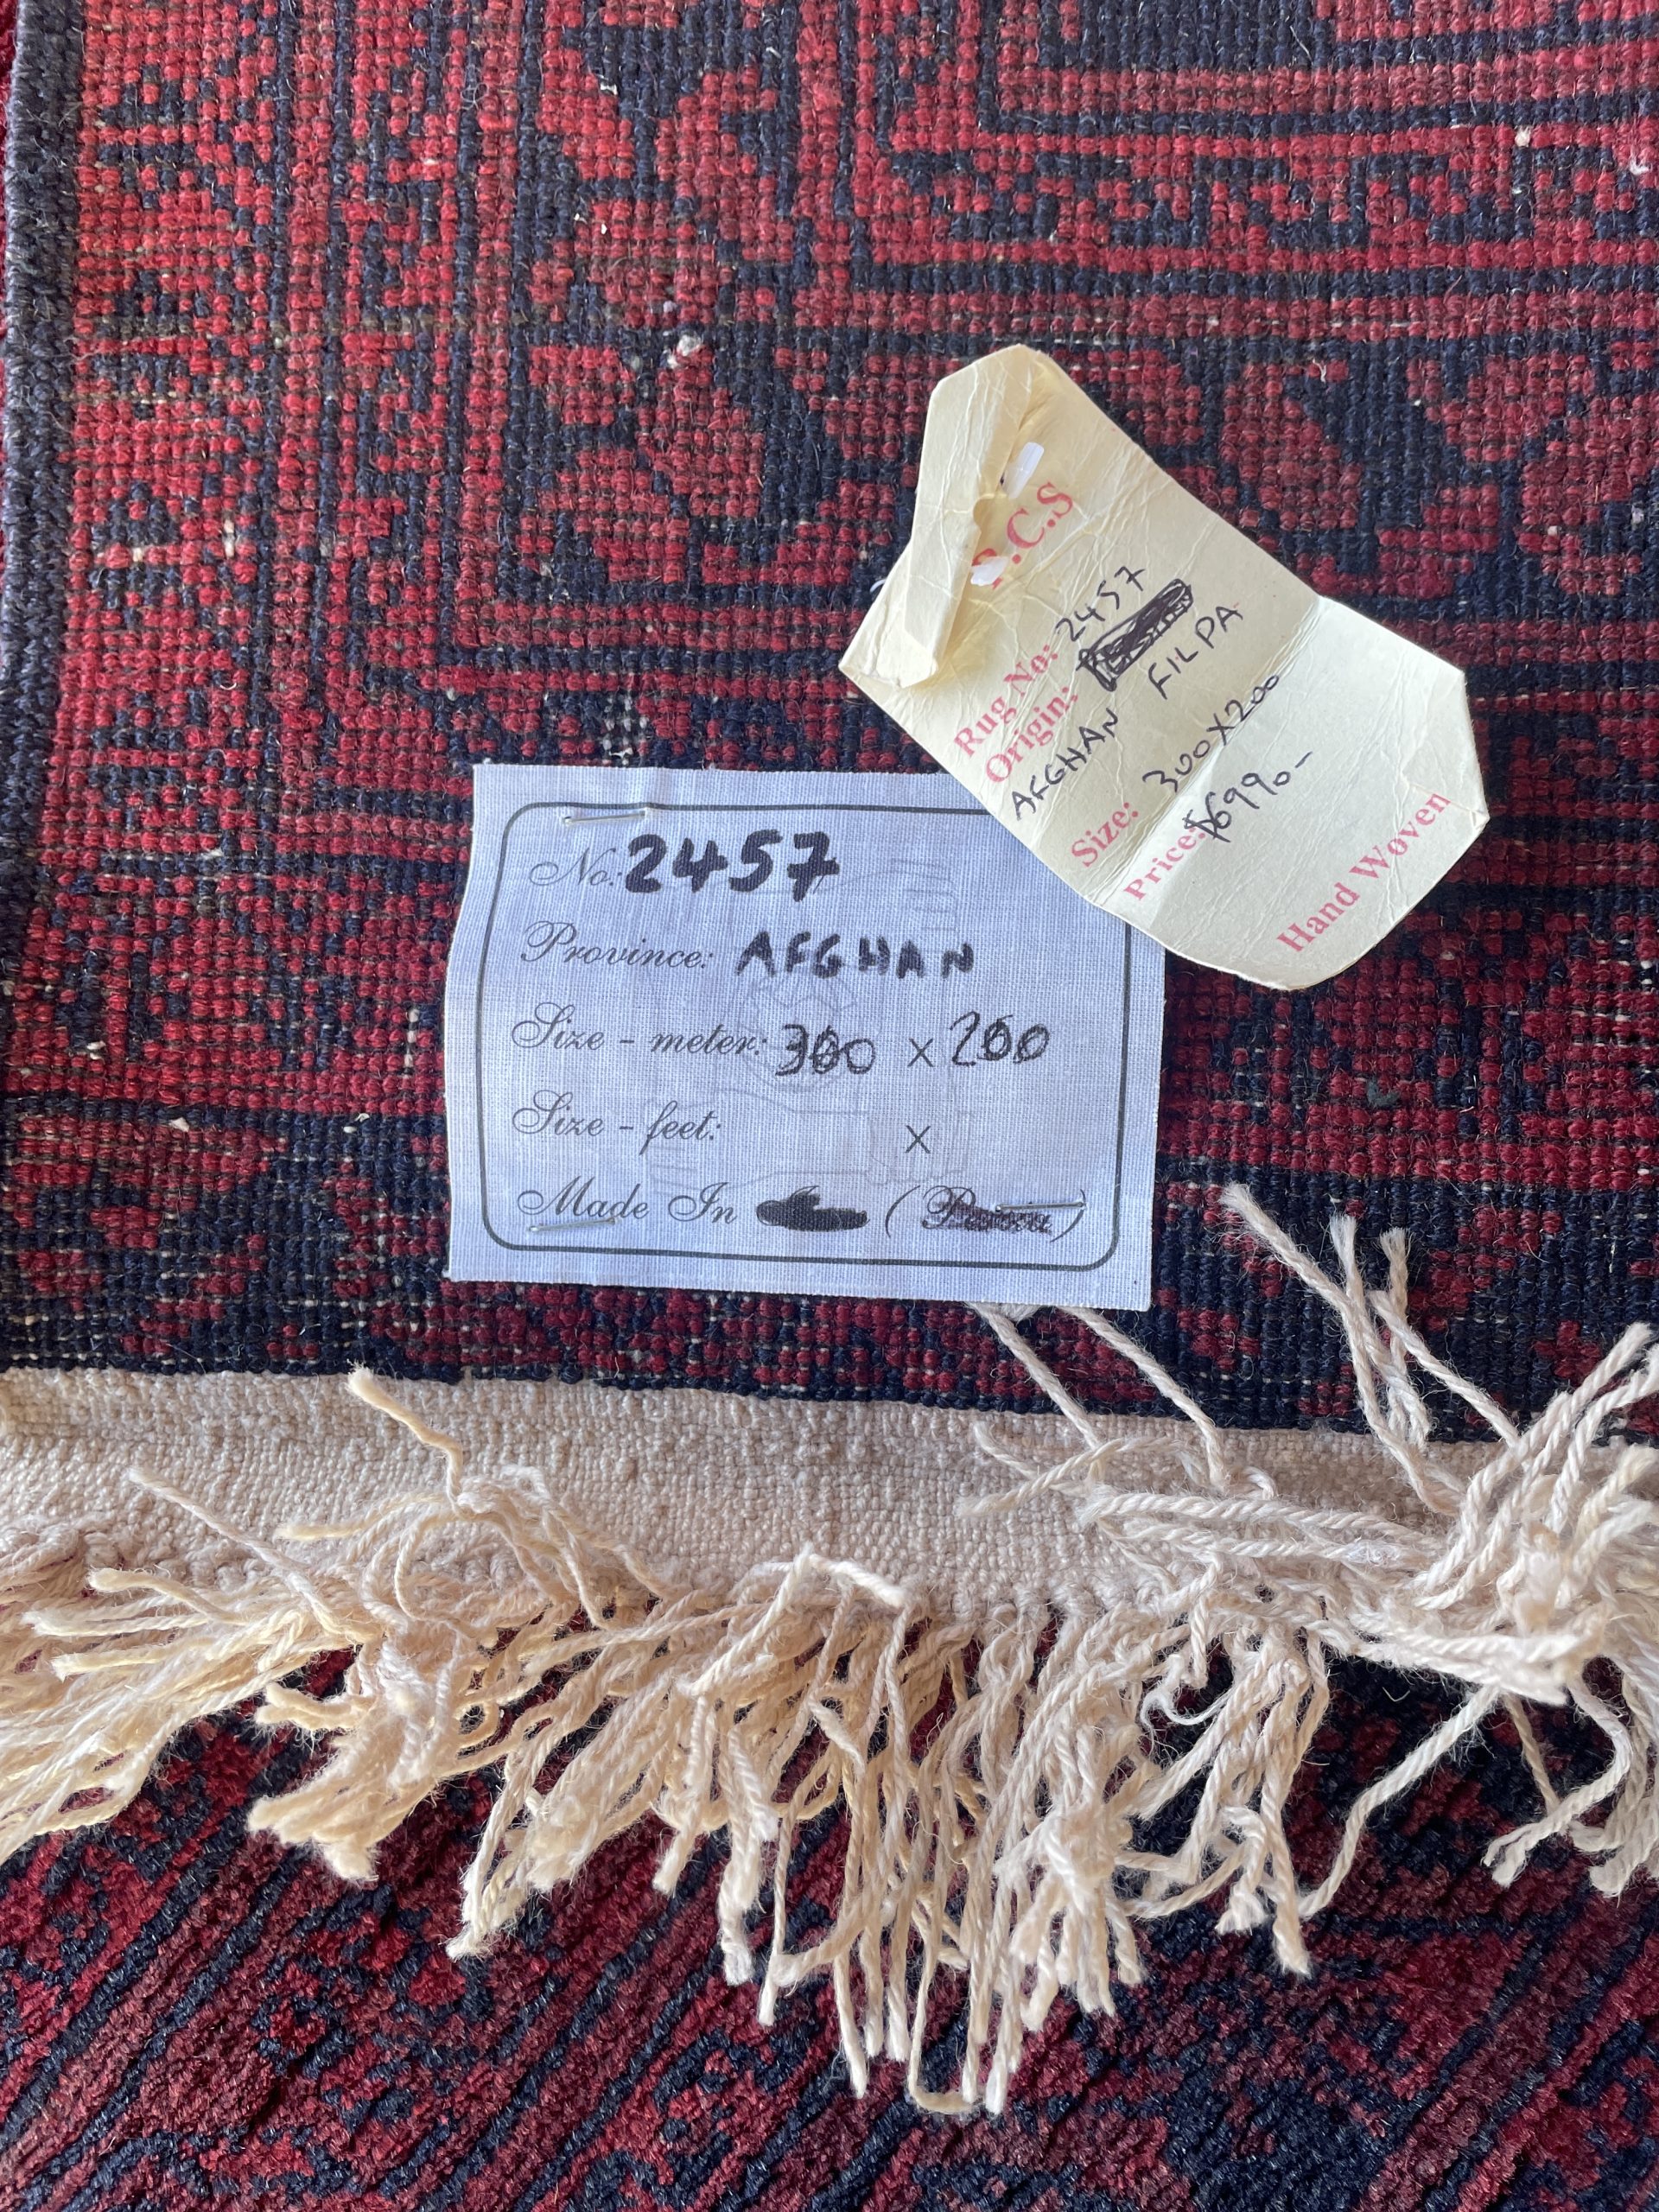 .C.S
Rug No: 2457
Origin:
AFGHAN FILPA
Size: 300X200
Price: $6990.-
Hand Woven
No: 2457
Province: AFGHAN
Size - meter: 300 x 200
Size - feet: x
Made In ( )